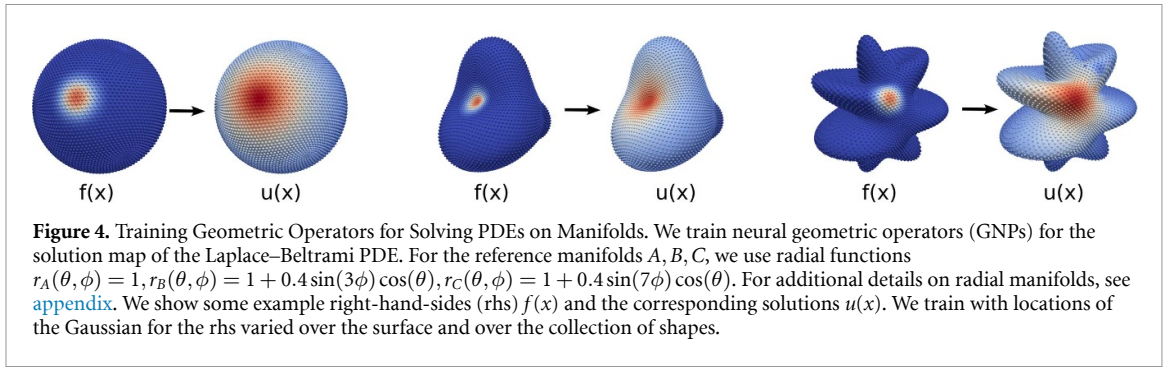 f(x) u(x) f(x) u(x) f(x) u(x)
Figure 4. Training Geometric Operators for Solving PDEs on Manifolds. We train neural geometric operators (GNPs) for the
solution map of the Laplace–Beltrami PDE. For the reference manifolds A, B, C, we use radial functions
r_A(θ,ϕ) = 1, r_B(θ,ϕ) = 1 + 0.4 sin(3ϕ) cos(θ), r_C(θ,ϕ) = 1 + 0.4 sin(7ϕ) cos(θ). For additional details on radial manifolds, see
appendix. We show some example right-hand-sides (rhs) f(x) and the corresponding solutions u(x). We train with locations of
the Gaussian for the rhs varied over the surface and over the collection of shapes.